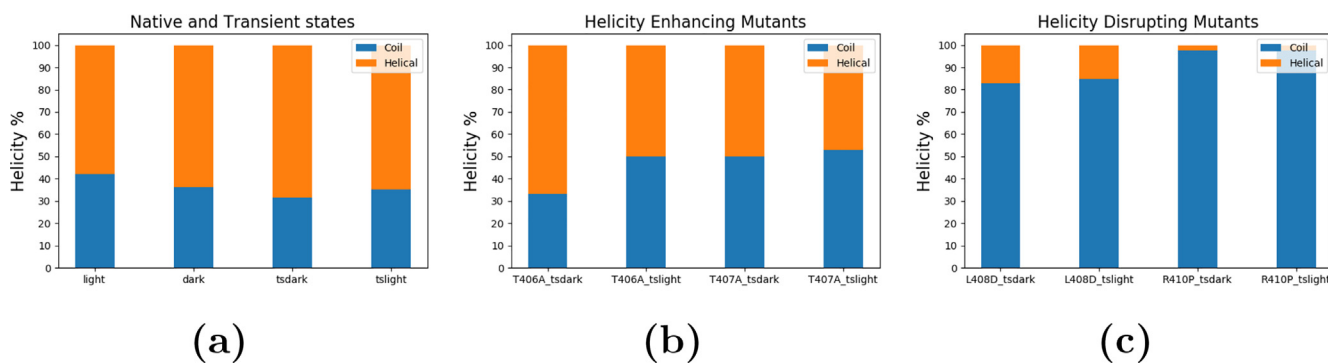 Native and Transient states
Helicity %
100
90
80
70
60
50
40
30
20
10
0
Coil
Helical
light dark tsdark tslight
(a)
Helicity Enhancing Mutants
Helicity %
100
90
80
70
60
50
40
30
20
10
0
Coil
Helical
T406A_tsdark T406A_tslight T407A_tsdark T407A_tslight
(b)
Helicity Disrupting Mutants
Helicity %
100
90
80
70
60
50
40
30
20
10
0
Coil
Helical
L408D_tsdark L408D_tslight R410P_tsdark R410P_tslight
(c)